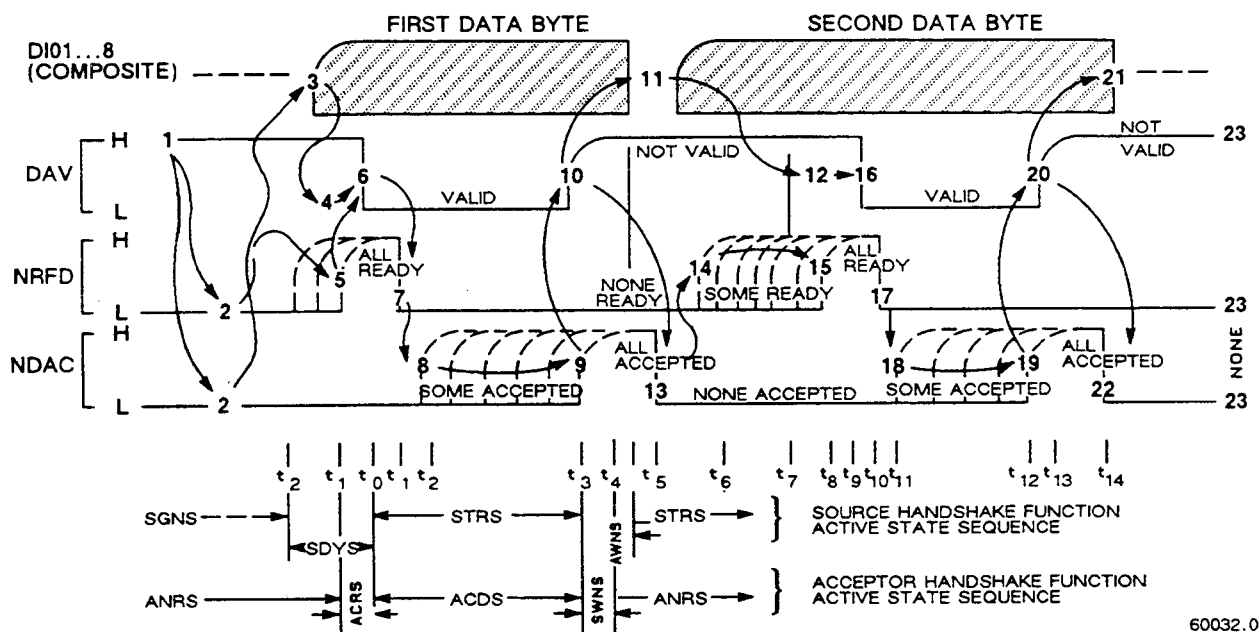 FIRST DATA BYTE
SECOND DATA BYTE
DI01...8
(COMPOSITE)
3
11
21
H
1
DAV
L
4
6
VALID
10
NOT VALID
12
16
VALID
20
NOT
VALID
23
H
NRFD
L
2
5
ALL
READY
7
NONE
READY
14
SOME READY
15
ALL
READY
17
23
H
NDAC
L
2
8
SOME ACCEPTED
9
ALL
ACCEPTED
13
NONE ACCEPTED
18
SOME ACCEPTED
19
ALL
ACCEPTED
22
NONE
23
t2 t1 t0 t1 t2 t3 t4 t5 t6 t7 t8 t9 t10 t11 t12 t13 t14
SGNS
SDYS
STRS
AWNS
STRS
SOURCE HANDSHAKE FUNCTION
ACTIVE STATE SEQUENCE
ANRS
ACRS
ACDS
SWNS
ANRS
ACCEPTOR HANDSHAKE FUNCTION
ACTIVE STATE SEQUENCE
60032.0